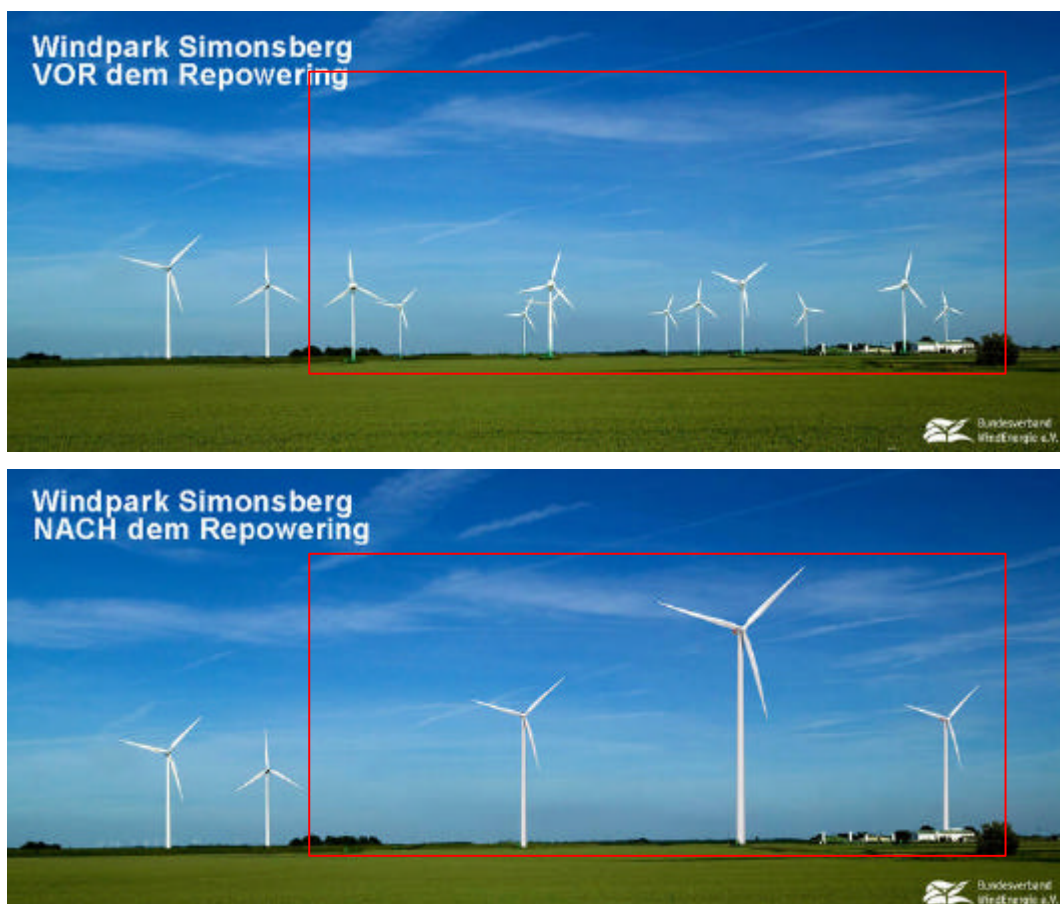 Windpark Simonsberg
VOR dem Repowering
Bundesverband
WindEnergie e.V.
Windpark Simonsberg
NACH dem Repowering
Bundesverband
WindEnergie e.V.